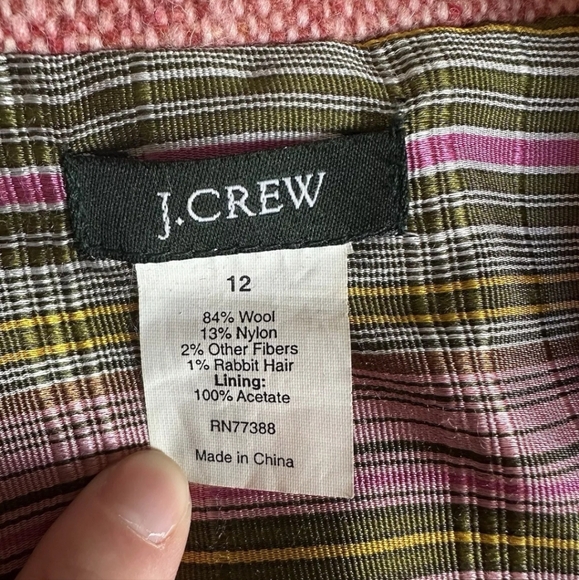 J.CREW
12
84% Wool
13% Nylon
2% Other Fibers
1% Rabbit Hair
Lining:
100% Acetate
RN77388
Made in China